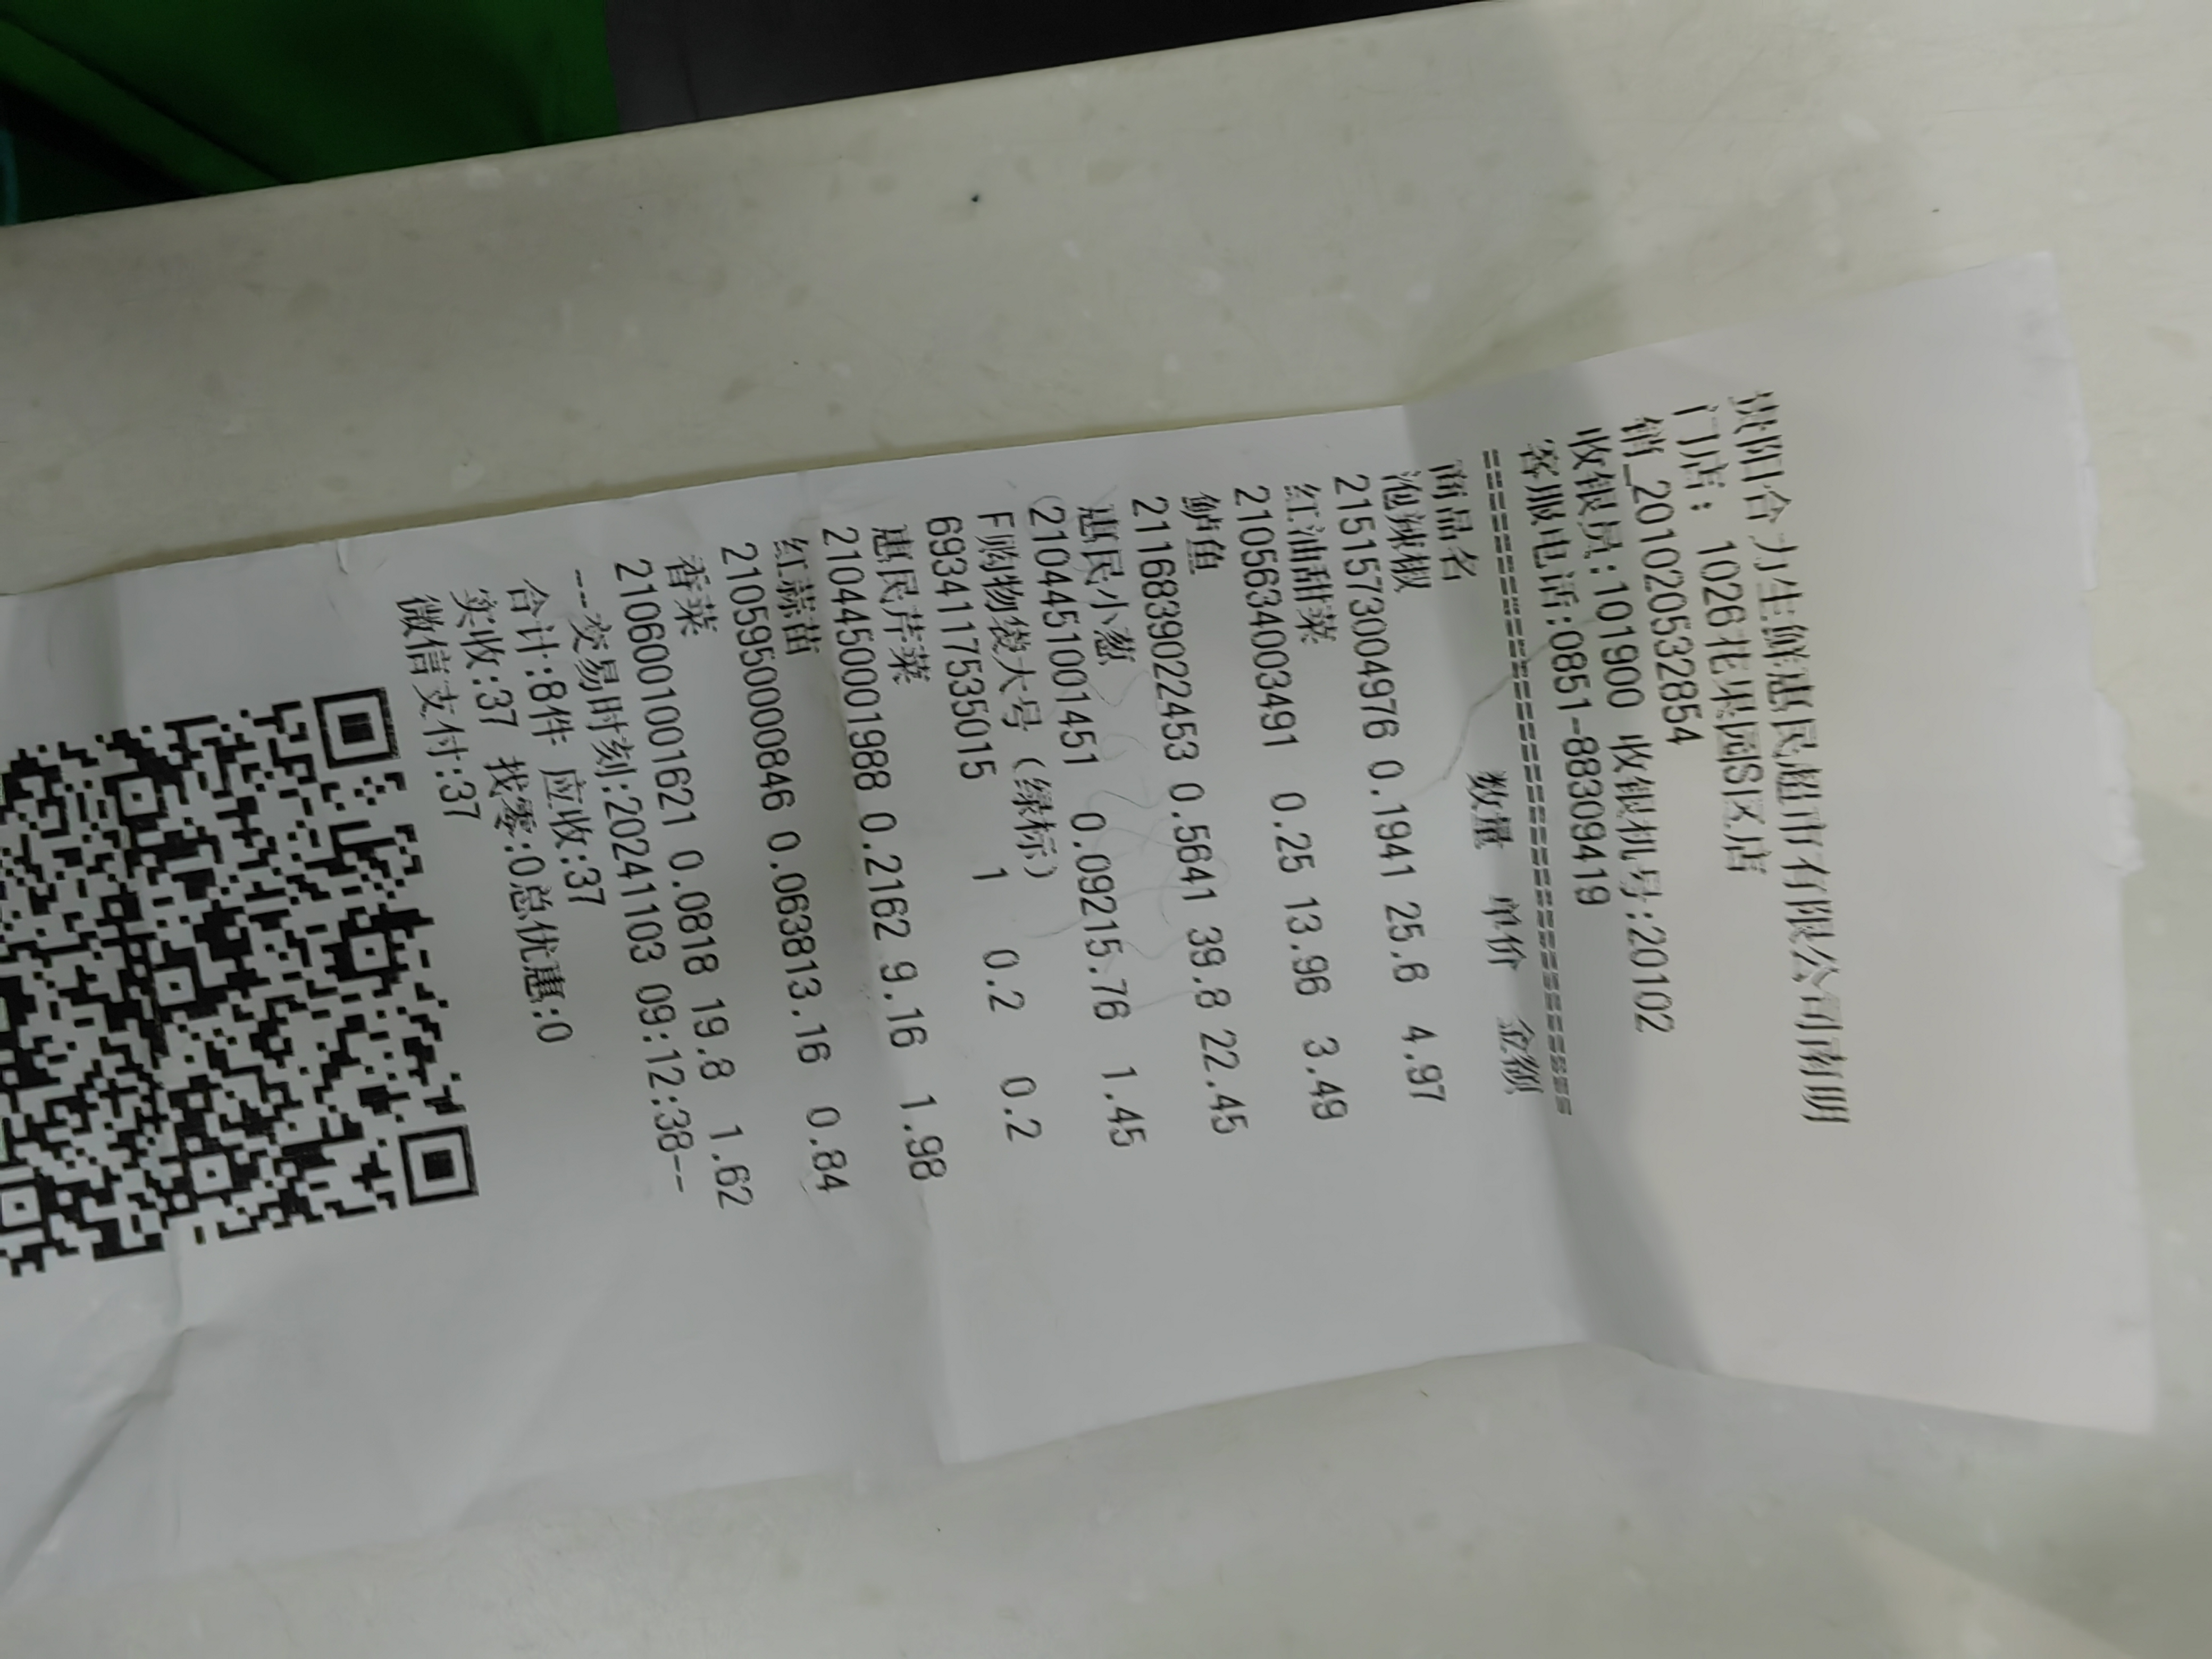 贵阳合力生鲜惠民超市有限公司南明
门店: 1026花果园S区店
销_2010205328​54
收银员:101900 收银机号:20102
客服电话:0851-88309419
================================
商品名 数量 单价 金额
泡辣椒
2151573004976 0.1941 25.6 4.97
红油甜菜
2105634003491 0.25 13.96 3.49
鲈鱼
2116839022453 0.5641 39.8 22.45
惠民小葱
(2104451001451 0.09215.76 1.45
F购物袋大号(绿标)
6934117535015 1 0.2 0.2
惠民芹菜
2104450001988 0.2162 9.16 1.98
红蒜苗
2105950000846 0.063813.16 0.84
香菜
2106001001621 0.0818 19.8 1.62
---交易时刻:20241103 09:12:38--
合计:8件 应收:37
实收:37 找零:0总优惠:0
微信支付:37